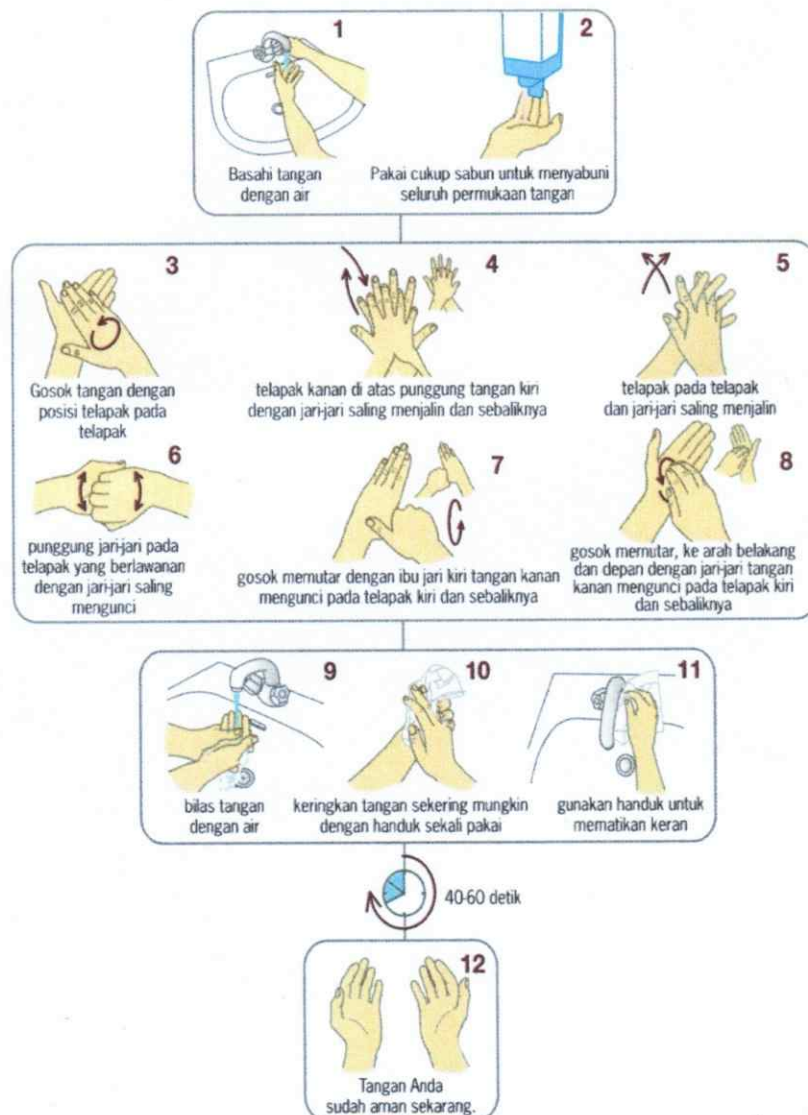 1
Basahi tangan
dengan air
2
Pakai cukup sabun untuk menyabuni
seluruh permukaan tangan
3
Gosok tangan dengan
posisi telapak pada
telapak
4
telapak kanan di atas punggung tangan kiri
dengan jari-jari saling menjalin dan sebaliknya
5
telapak pada telapak
dan jari-jari saling menjalin
6
punggung jari-jari pada
telapak yang berlawanan
dengan jari-jari saling
mengunci
7
gosok memutar dengan ibu jari kiri tangan kanan
mengunci pada telapak kiri dan sebaliknya
8
gosok memutar, ke arah belakang
dan depan dengan jari-jari tangan
kanan mengunci pada telapak kiri
dan sebaliknya
9
bilas tangan
dengan air
10
keringkan tangan sekering mungkin
dengan handuk sekali pakai
11
gunakan handuk untuk
mematikan keran
40-60 detik
12
Tangan Anda
sudah aman sekarang.